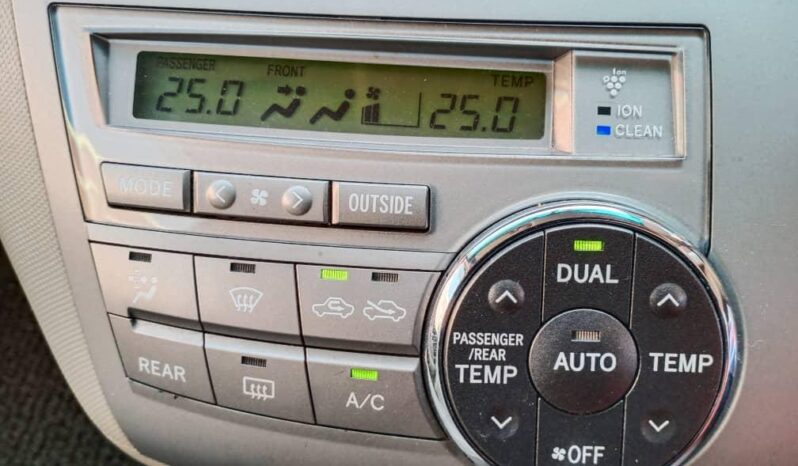 PASSENGER
FRONT
TEMP
25.0
25.0
ion
ION
CLEAN
MODE
OUTSIDE
DUAL
PASSENGER
/REAR
TEMP
AUTO
TEMP
REAR
A/C
OFF